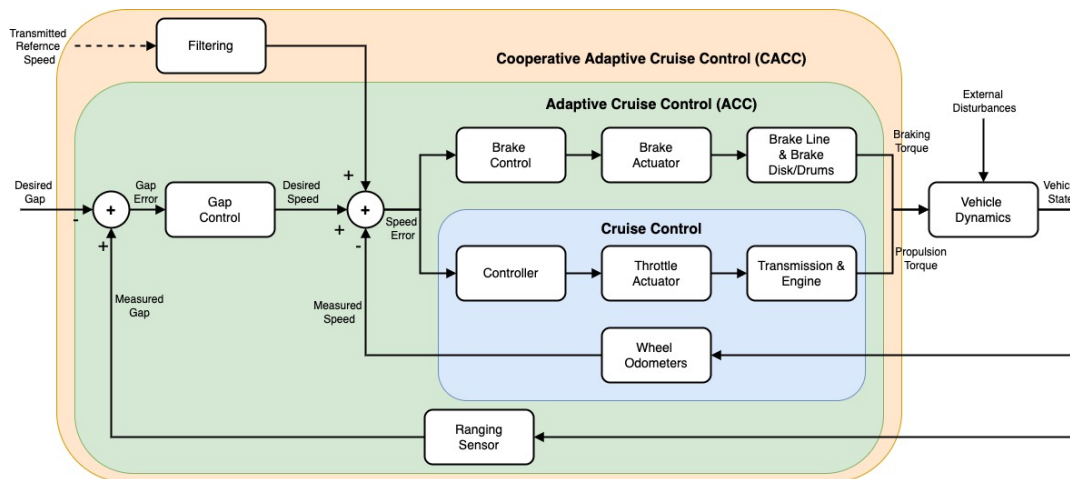 Transmitted
Refernce
Speed
Filtering
Cooperative Adaptive Cruise Control (CACC)
Adaptive Cruise Control (ACC)
External
Disturbances
+
Brake
Control
Brake
Actuator
Brake Line
& Brake
Disk/Drums
Braking
Torque
Desired
Gap
-
+
+
Gap
Error
Gap
Control
Desired
Speed
+
+
-
Speed
Error
Vehicle
Dynamics
Vehicle
State
Cruise Control
Controller
Throttle
Actuator
Transmission &
Engine
Propulsion
Torque
Measured
Gap
Measured
Speed
Wheel
Odometers
Ranging
Sensor